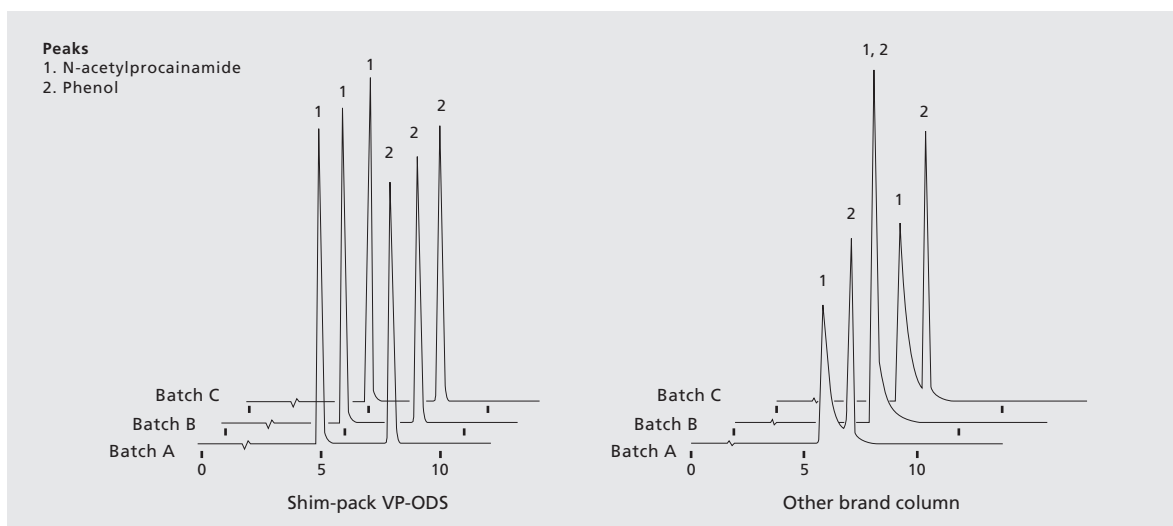 Peaks
1. N-acetylprocainamide
2. Phenol
1
1
1
2
2
2
Batch C
Batch B
Batch A
0
5
10
Shim-pack VP-ODS
1, 2
2
1
2
1
Batch C
Batch B
Batch A
0
5
10
Other brand column